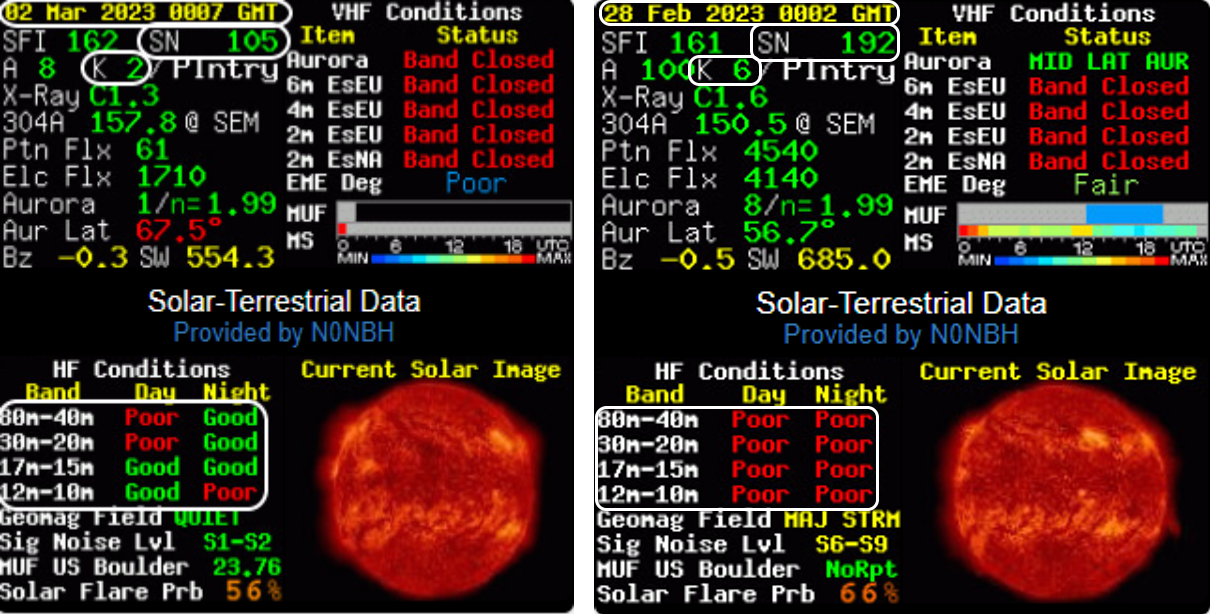 02 Mar 2023 0007 GMT
SFI 162 SN 105
A 8 K 2/PIntry
X-Ray C1.3
304A 157.8 @ SEM
Ptn Flx 61
Elc Flx 1710
Aurora 1/n=1.99
Aur Lat 67.5°
Bz -0.3 SW 554.3
VHF Conditions
Item Status
Aurora Band Closed
6m EsEU Band Closed
4m EsEU Band Closed
2m EsEU Band Closed
2m EsNA Band Closed
EME Deg Poor
MUF
MS
0 6 12 18 UTC
MIN MAX
Solar-Terrestrial Data
Provided by N0NBH
HF Conditions
Band Day Night
80m-40m Poor Good
30m-20m Poor Good
17m-15m Good Good
12m-10m Good Poor
Geomag Field QUIET
Sig Noise Lvl S1-S2
MUF US Boulder 23.76
Solar Flare Prb 56%
Current Solar Image
28 Feb 2023 0002 GMT
SFI 161 SN 192
A 100 K 6/PIntry
X-Ray C1.6
304A 150.5 @ SEM
Ptn Flx 4540
Elc Flx 4140
Aurora 8/n=1.99
Aur Lat 56.7°
Bz -0.5 SW 685.0
VHF Conditions
Item Status
Aurora MID LAT AUR
6m EsEU Band Closed
4m EsEU Band Closed
2m EsEU Band Closed
2m EsNA Band Closed
EME Deg Fair
MUF
MS
0 6 12 18 UTC
MIN MAX
Solar-Terrestrial Data
Provided by N0NBH
HF Conditions
Band Day Night
80m-40m Poor Poor
30m-20m Poor Poor
17m-15m Poor Poor
12m-10m Poor Poor
Geomag Field MAJ STRM
Sig Noise Lvl S6-S9
MUF US Boulder NoRpt
Solar Flare Prb 66%
Current Solar Image